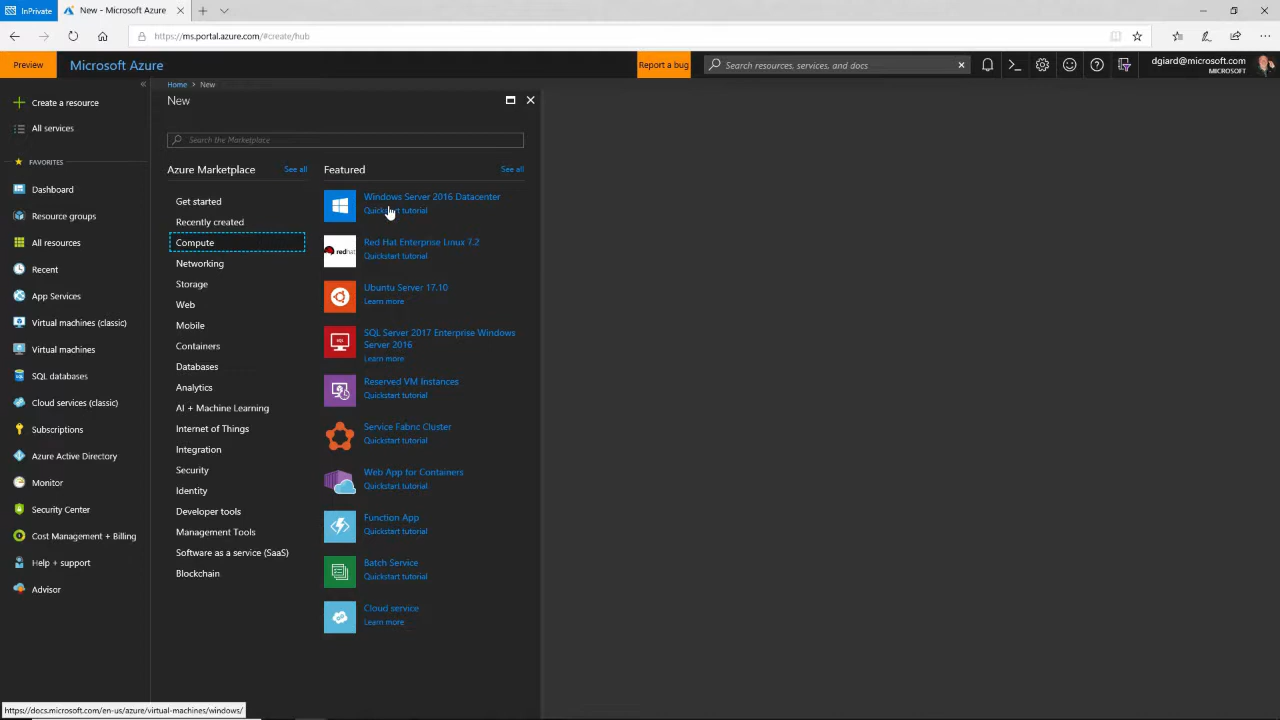 InPrivate
New - Microsoft Azure
https://ms.portal.azure.com/#create/hub
Preview
Microsoft Azure
Report a bug
Search resources, services, and docs
dgiard@microsoft.com
MICROSOFT
Create a resource
All services
FAVORITES
Dashboard
Resource groups
All resources
Recent
App Services
Virtual machines (classic)
Virtual machines
SQL databases
Cloud services (classic)
Subscriptions
Azure Active Directory
Monitor
Security Center
Cost Management + Billing
Help + support
Advisor
Home > New
New
Search the Marketplace
Azure Marketplace
See all
Get started
Recently created
Compute
Networking
Storage
Web
Mobile
Containers
Databases
Analytics
AI + Machine Learning
Internet of Things
Integration
Security
Identity
Developer tools
Management Tools
Software as a service (SaaS)
Blockchain
Featured
See all
Windows Server 2016 Datacenter
Quickstart tutorial
redhat
Red Hat Enterprise Linux 7.2
Quickstart tutorial
Ubuntu Server 17.10
Learn more
SQL
SQL Server 2017 Enterprise Windows
Server 2016
Learn more
Reserved VM Instances
Quickstart tutorial
Service Fabric Cluster
Quickstart tutorial
Web App for Containers
Quickstart tutorial
Function App
Quickstart tutorial
Batch Service
Quickstart tutorial
Cloud service
Learn more
https://docs.microsoft.com/en-us/azure/virtual-machines/windows/